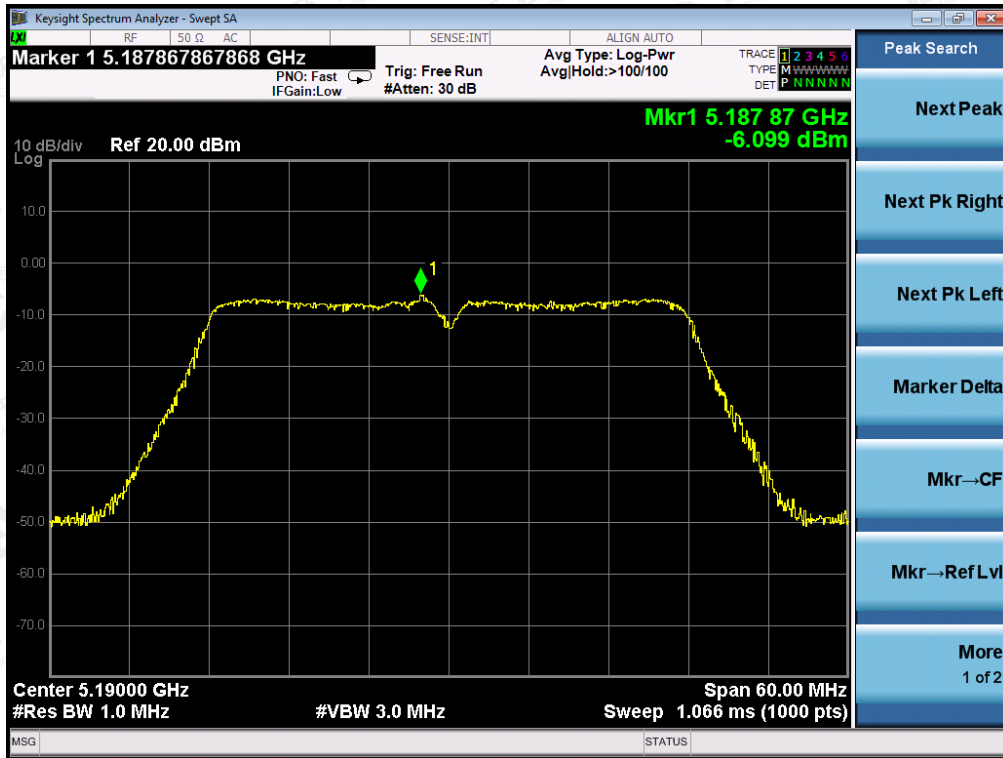 Keysight Spectrum Analyzer - Swept SA
LXI RF 50 Ω AC SENSE:INT ALIGN AUTO
Marker 1 5.187867867868 GHz
PNO: Fast
IFGain:Low
Trig: Free Run
#Atten: 30 dB
Avg Type: Log-Pwr
Avg|Hold:>100/100
TRACE 1 2 3 4 5 6
TYPE M WWWWW
DET P N N N N N
Peak Search
Next Peak
Next Pk Right
Next Pk Left
Marker Delta
Mkr→CF
Mkr→Ref Lvl
More
1 of 2
Mkr1 5.187 87 GHz
-6.099 dBm
10 dB/div Ref 20.00 dBm
Log
10.0
0.00
-10.0
-20.0
-30.0
-40.0
-50.0
-60.0
-70.0
1
Center 5.19000 GHz Span 60.00 MHz
#Res BW 1.0 MHz #VBW 3.0 MHz Sweep 1.066 ms (1000 pts)
MSG STATUS